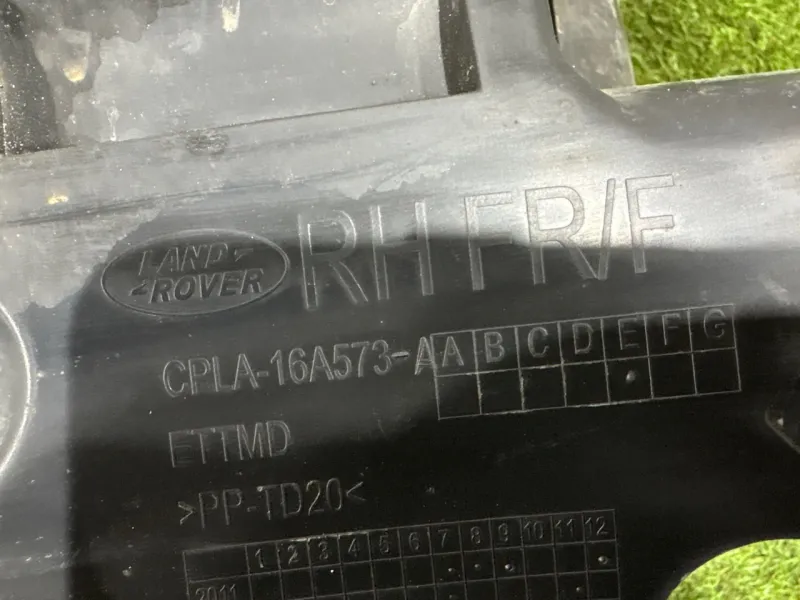 LAND
ROVER
RH FR/F
CPLA-16A573-A
A B C D E F G
ETTMD
>PP-TD20<
1 2 3 4 5 6 7 8 9 10 11 12
2011